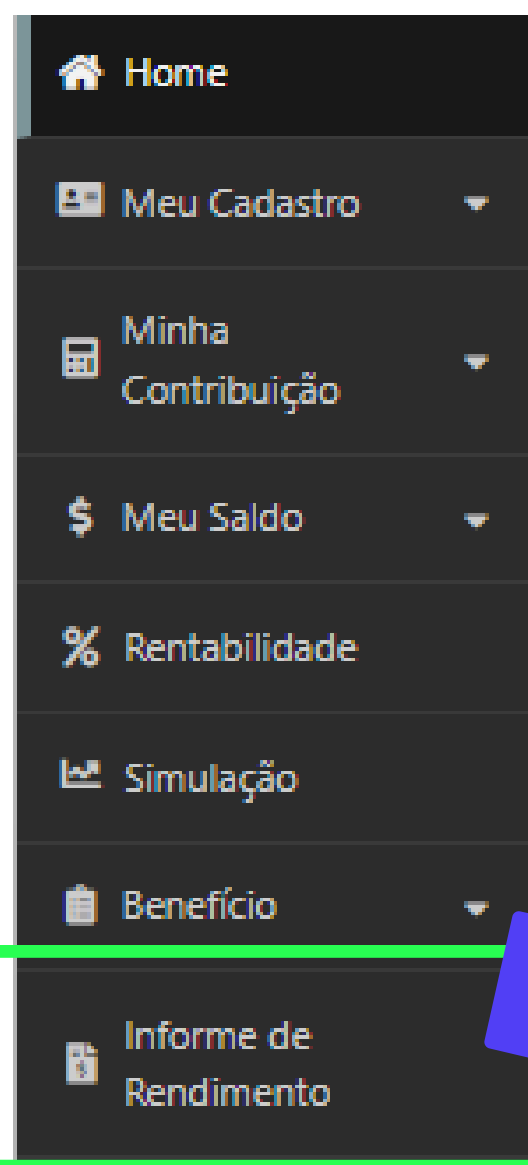 Home
Meu Cadastro
Minha
Contribuição
Meu Saldo
Rentabilidade
Simulação
Benefício
Informe de
Rendimento